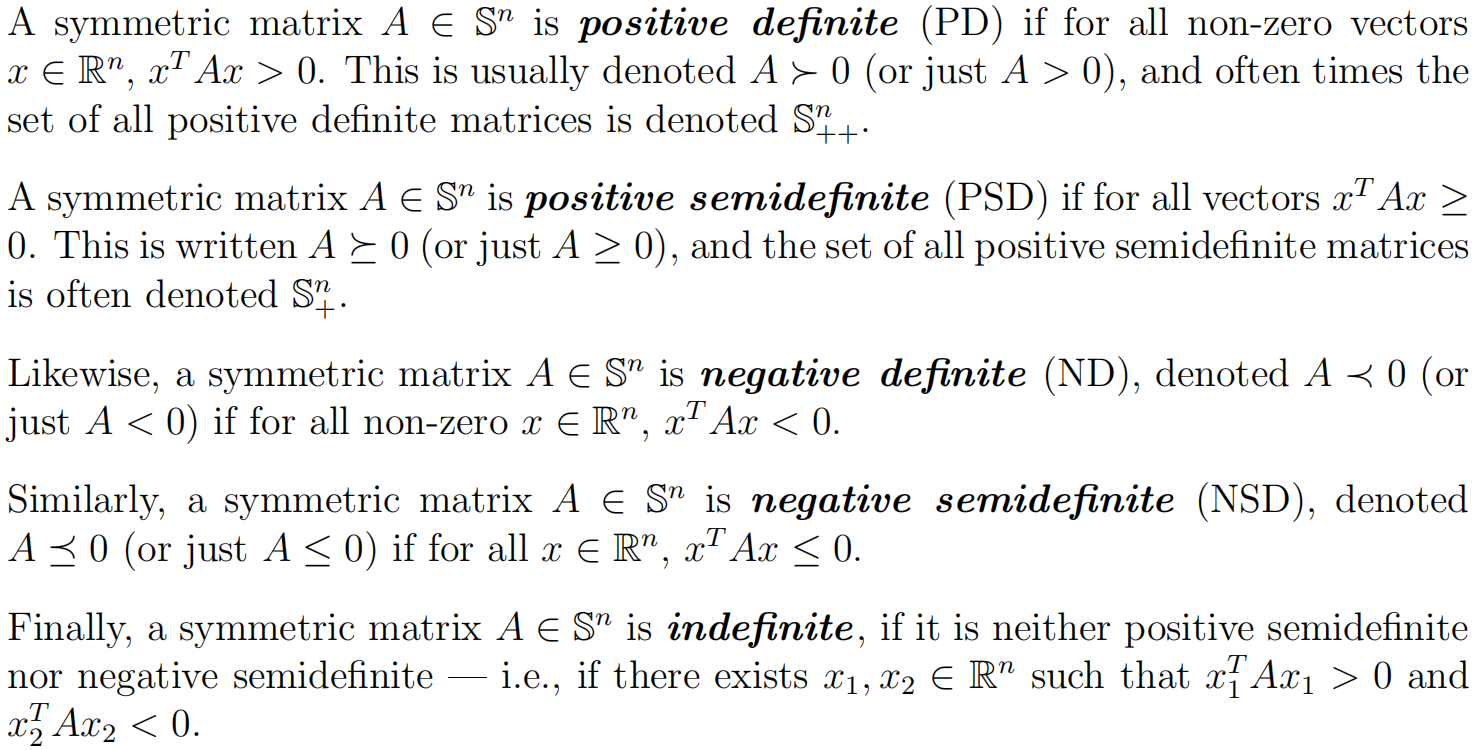 A symmetric matrix A ∈ 𝕊ⁿ is positive definite (PD) if for all non-zero vectors
x ∈ ℝⁿ, xᵀAx > 0. This is usually denoted A ≻ 0 (or just A > 0), and often times the
set of all positive definite matrices is denoted 𝕊ⁿ₊₊.
A symmetric matrix A ∈ 𝕊ⁿ is positive semidefinite (PSD) if for all vectors xᵀAx ≥
0. This is written A ⪰ 0 (or just A ≥ 0), and the set of all positive semidefinite matrices
is often denoted 𝕊ⁿ₊.
Likewise, a symmetric matrix A ∈ 𝕊ⁿ is negative definite (ND), denoted A ≺ 0 (or
just A < 0) if for all non-zero x ∈ ℝⁿ, xᵀAx < 0.
Similarly, a symmetric matrix A ∈ 𝕊ⁿ is negative semidefinite (NSD), denoted
A ⪯ 0 (or just A ≤ 0) if for all x ∈ ℝⁿ, xᵀAx ≤ 0.
Finally, a symmetric matrix A ∈ 𝕊ⁿ is indefinite, if it is neither positive semidefinite
nor negative semidefinite — i.e., if there exists x₁, x₂ ∈ ℝⁿ such that x₁ᵀAx₁ > 0 and
x₂ᵀAx₂ < 0.